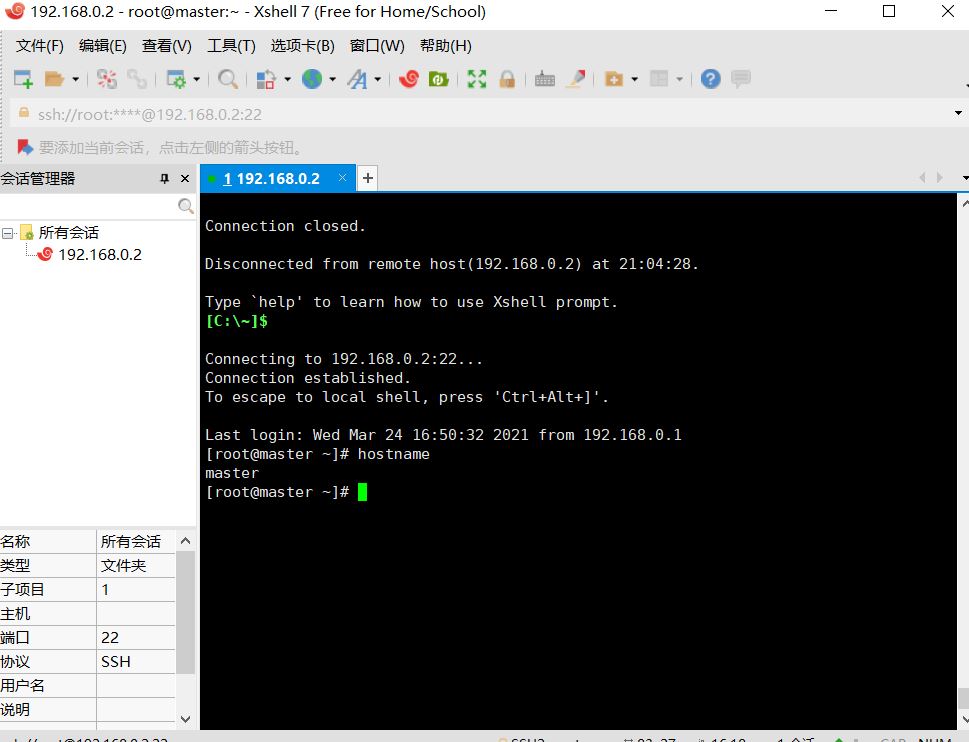 192.168.0.2 - root@master:~ - Xshell 7 (Free for Home/School)
文件(F) 编辑(E) 查看(V) 工具(T) 选项卡(B) 窗口(W) 帮助(H)
ssh://root:****@192.168.0.2:22
要添加当前会话，点击左侧的箭头按钮。
会话管理器
所有会话
192.168.0.2
名称 所有会话
类型 文件夹
子项目 1
主机
端口 22
协议 SSH
用户名
说明
1 192.168.0.2
Connection closed.
Disconnected from remote host(192.168.0.2) at 21:04:28.
Type `help' to learn how to use Xshell prompt.
[C:\~]$
Connecting to 192.168.0.2:22...
Connection established.
To escape to local shell, press 'Ctrl+Alt+]'.
Last login: Wed Mar 24 16:50:32 2021 from 192.168.0.1
[root@master ~]# hostname
master
[root@master ~]#